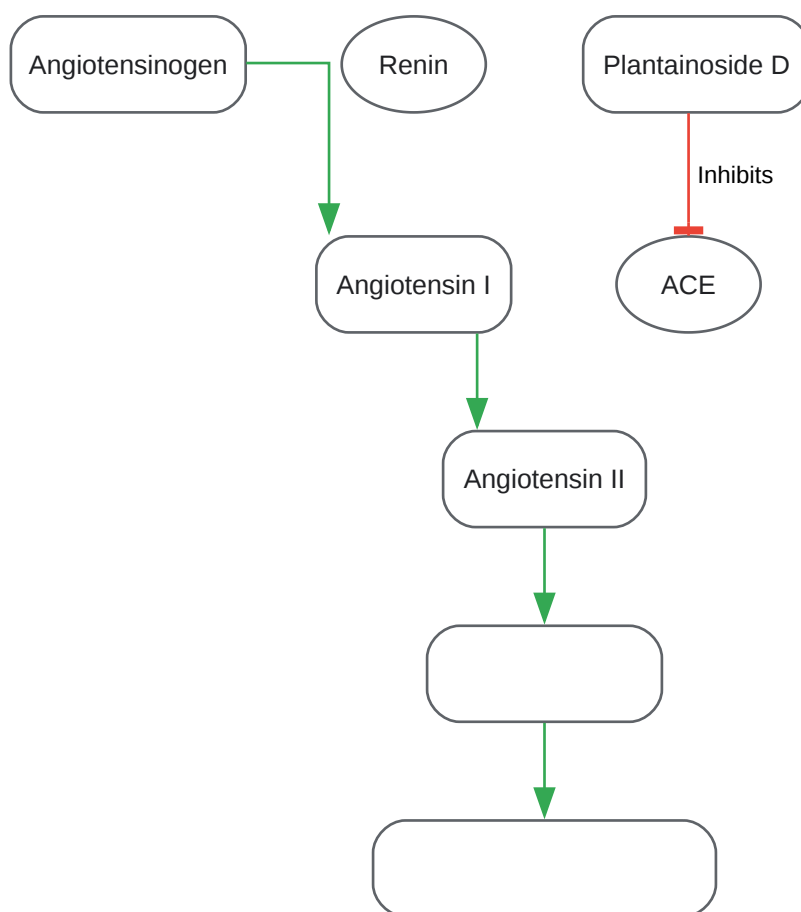 Angiotensinogen
Renin
Plantainoside D
Inhibits
Angiotensin I
ACE
Angiotensin II